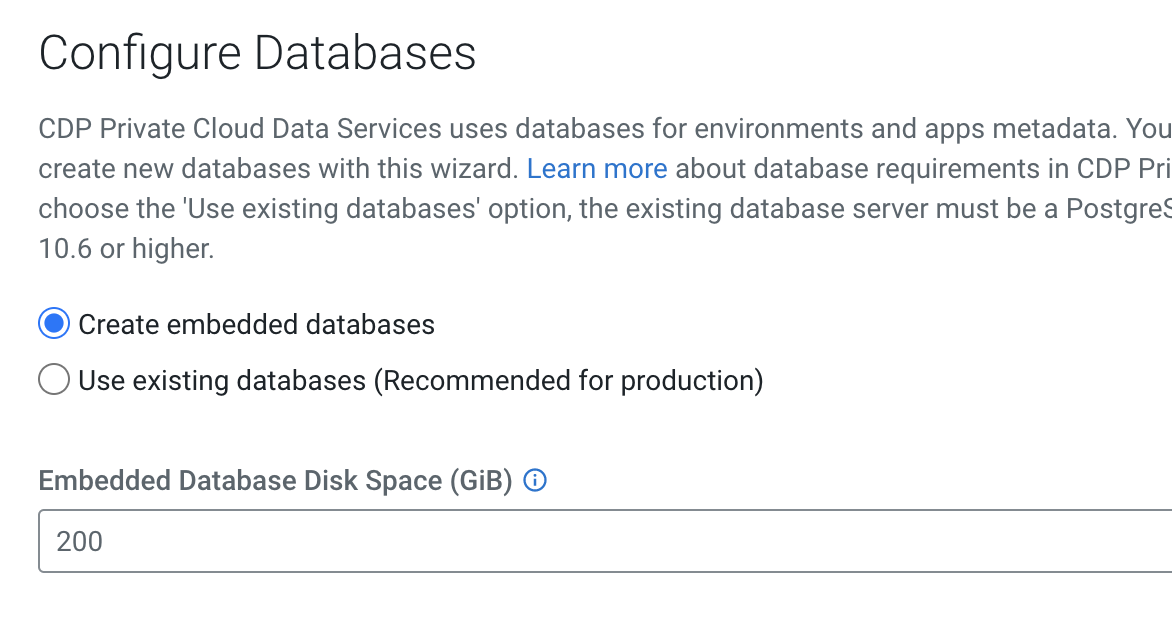 Configure Databases
CDP Private Cloud Data Services uses databases for environments and apps metadata. You
create new databases with this wizard. Learn more about database requirements in CDP Pri
choose the 'Use existing databases' option, the existing database server must be a PostgreS
10.6 or higher.
Create embedded databases
Use existing databases (Recommended for production)
Embedded Database Disk Space (GiB)
200